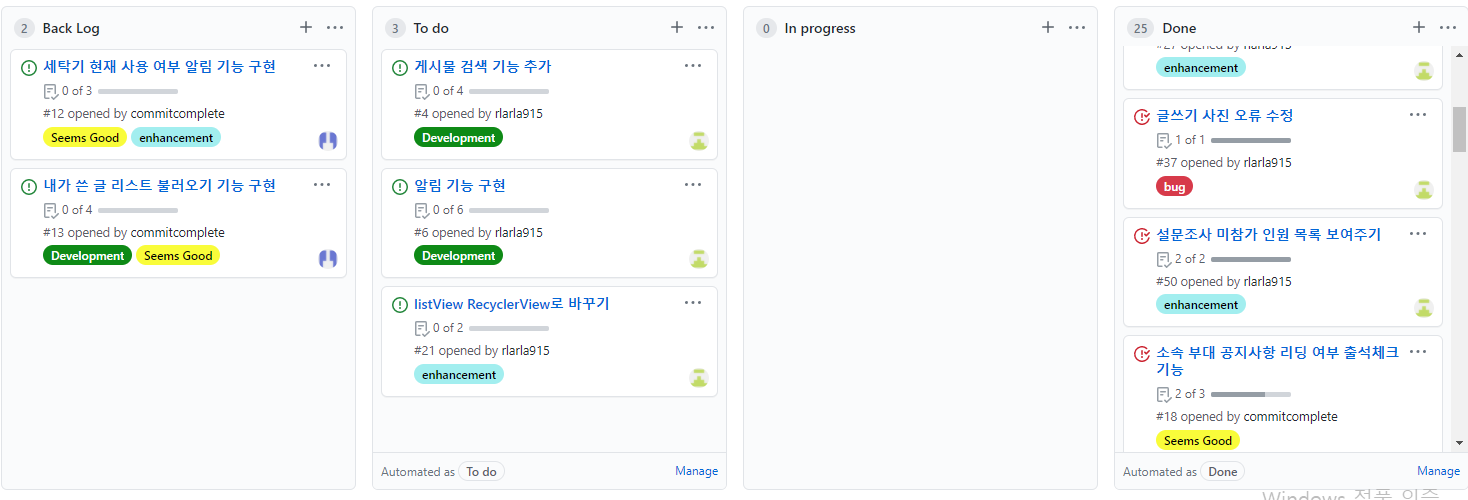 2 Back Log
세탁기 현재 사용 여부 알림 기능 구현
0 of 3
#12 opened by commitcomplete
Seems Good enhancement
내가 쓴 글 리스트 불러오기 기능 구현
0 of 4
#13 opened by commitcomplete
Development Seems Good
3 To do
게시물 검색 기능 추가
0 of 4
#4 opened by rlarla915
Development
알림 기능 구현
0 of 6
#6 opened by rlarla915
Development
listView RecyclerView로 바꾸기
0 of 2
#21 opened by rlarla915
enhancement
Automated as To do Manage
0 In progress
25 Done
#27 opened by rlarla915
enhancement
글쓰기 사진 오류 수정
1 of 1
#37 opened by rlarla915
bug
설문조사 미참가 인원 목록 보여주기
2 of 2
#50 opened by rlarla915
enhancement
소속 부대 공지사항 리딩 여부 출석체크
기능
2 of 3
#18 opened by commitcomplete
Seems Good
Automated as Done Manage
Windows 정품 인증